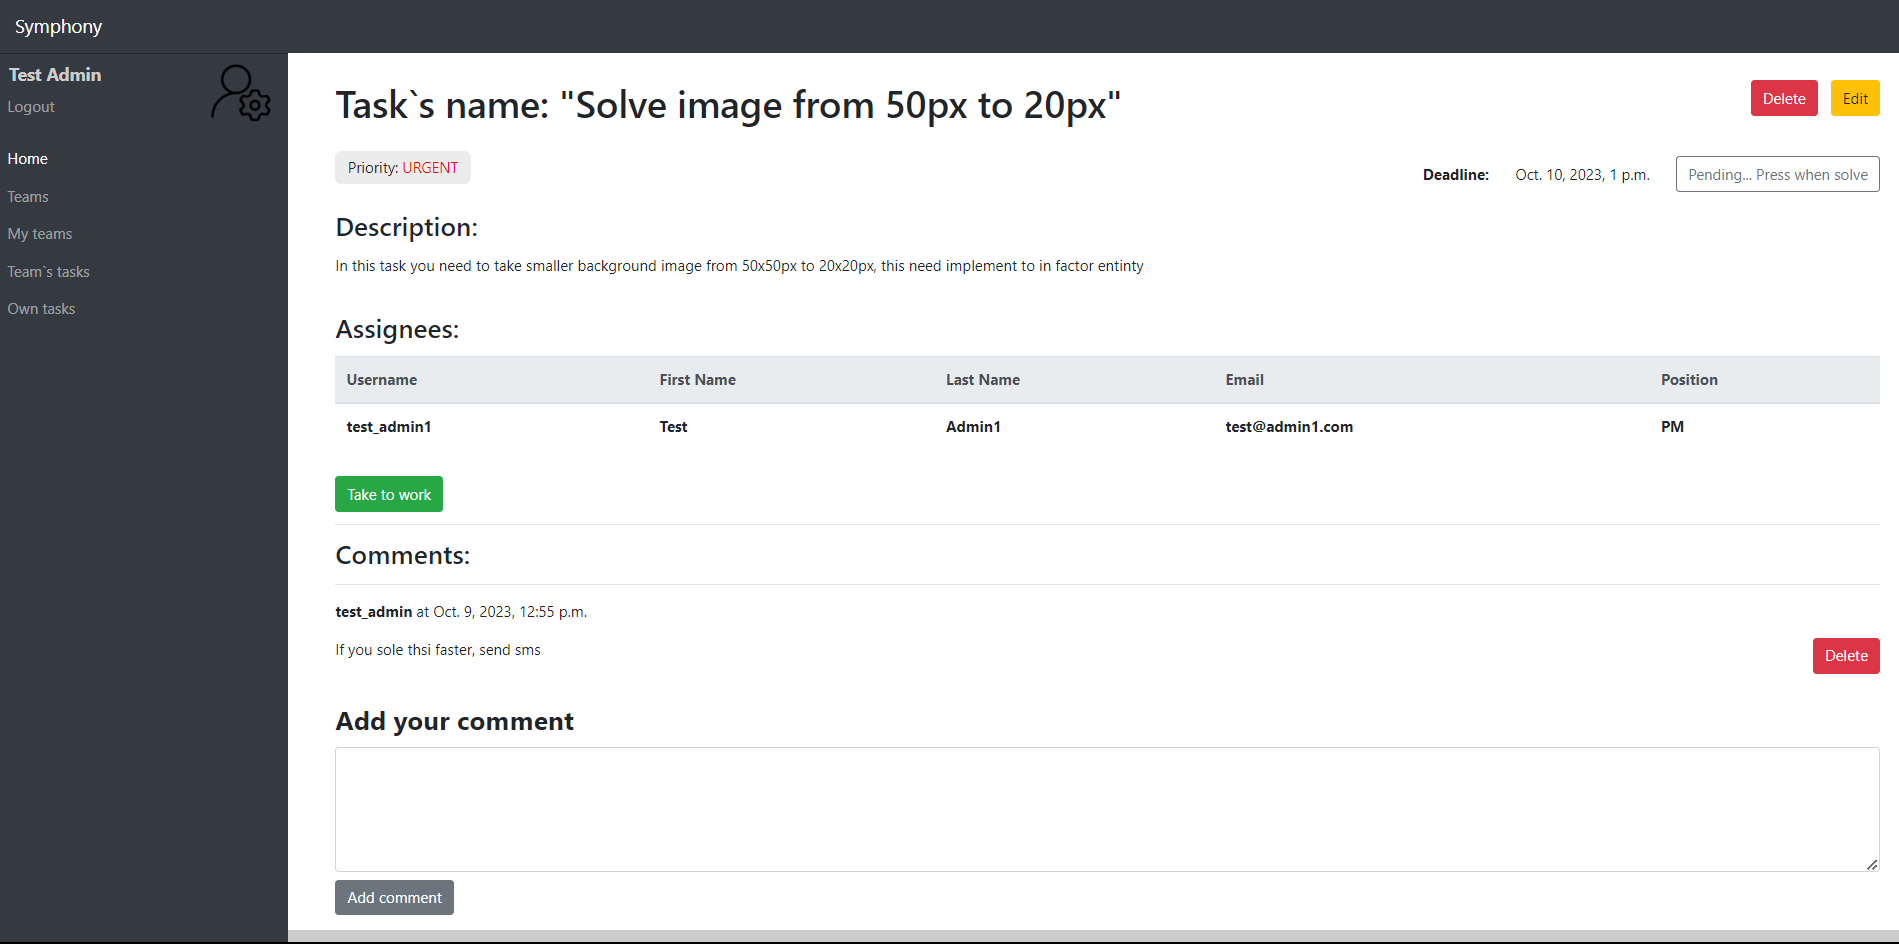 Symphony
Test Admin
Logout
Home
Teams
My teams
Team`s tasks
Own tasks
Task`s name: "Solve image from 50px to 20px"
Delete
Edit
Priority: URGENT
Deadline:
Oct. 10, 2023, 1 p.m.
Pending... Press when solve
Description:
In this task you need to take smaller background image from 50x50px to 20x20px, this need implement to in factor entinty
Assignees:
Username First Name Last Name Email Position
test_admin1 Test Admin1 test@admin1.com PM
Take to work
Comments:
test_admin at Oct. 9, 2023, 12:55 p.m.
If you sole thsi faster, send sms
Delete
Add your comment
Add comment